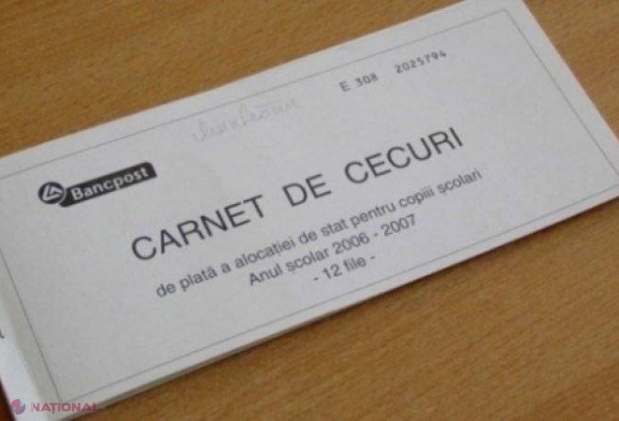 E 308 2025794
Bancpost
CARNET DE CECURI
de plată a alocației de stat pentru copiii școlari
Anul școlar 2006 - 2007
- 12 file -
NAȚIONAL